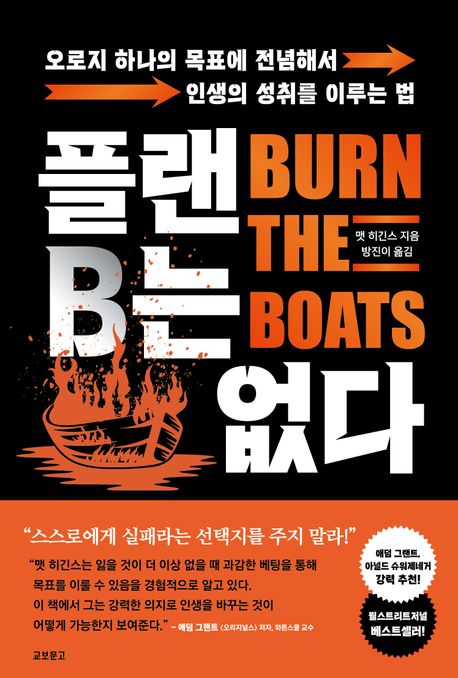 오로지 하나의 목표에 전념해서
인생의 성취를 이루는 법
플랜
B는
없다
BURN
THE
BOATS
맷 히긴스 지음
방진이 옮김
“스스로에게 실패라는 선택지를 주지 말라!”
“맷 히긴스는 잃을 것이 더 이상 없을 때 과감한 베팅을 통해
목표를 이룰 수 있음을 경험적으로 알고 있다.
이 책에서 그는 강력한 의지로 인생을 바꾸는 것이
어떻게 가능한지 보여준다.” – 애덤 그랜트 《오리지널스》 저자, 와튼스쿨 교수
애덤 그랜트,
아널드 슈워제네거
강력 추천!
월스트리트저널
베스트셀러!
교보문고